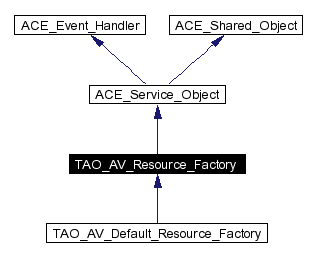 ACE_Event_Handler
ACE_Shared_Object
ACE_Service_Object
TAO_AV_Resource_Factory
TAO_AV_Default_Resource_Factory